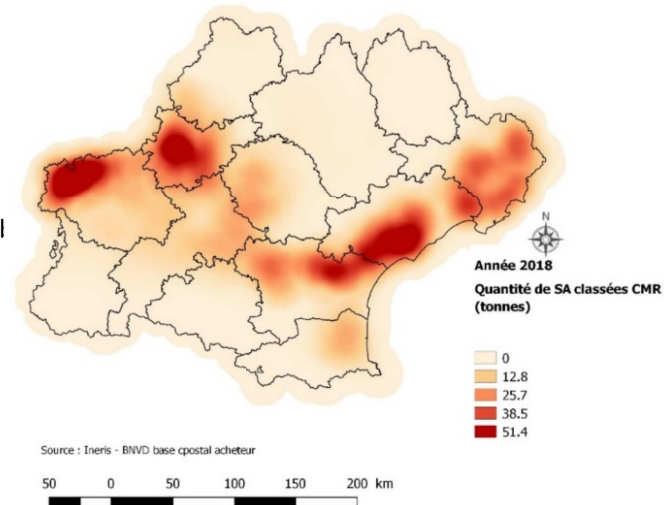 N
Année 2018
Quantité de SA classées CMR
(tonnes)
0
12.8
25.7
38.5
51.4
Source : Ineris - BNVD base cpostal acheteur
50 0 50 100 150 200 km